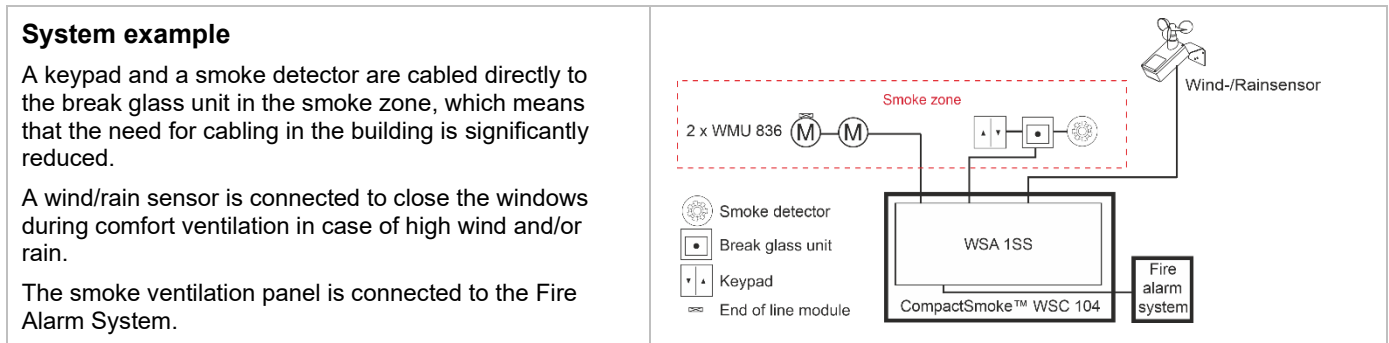 System example
A keypad and a smoke detector are cabled directly to
the break glass unit in the smoke zone, which means
that the need for cabling in the building is significantly
reduced.
A wind/rain sensor is connected to close the windows
during comfort ventilation in case of high wind and/or
rain.
The smoke ventilation panel is connected to the Fire
Alarm System.
Wind-/Rainsensor
Smoke zone
2 x WMU 836 M M
Smoke detector
Break glass unit
Keypad
End of line module
WSA 1SS
CompactSmoke™ WSC 104
Fire
alarm
system